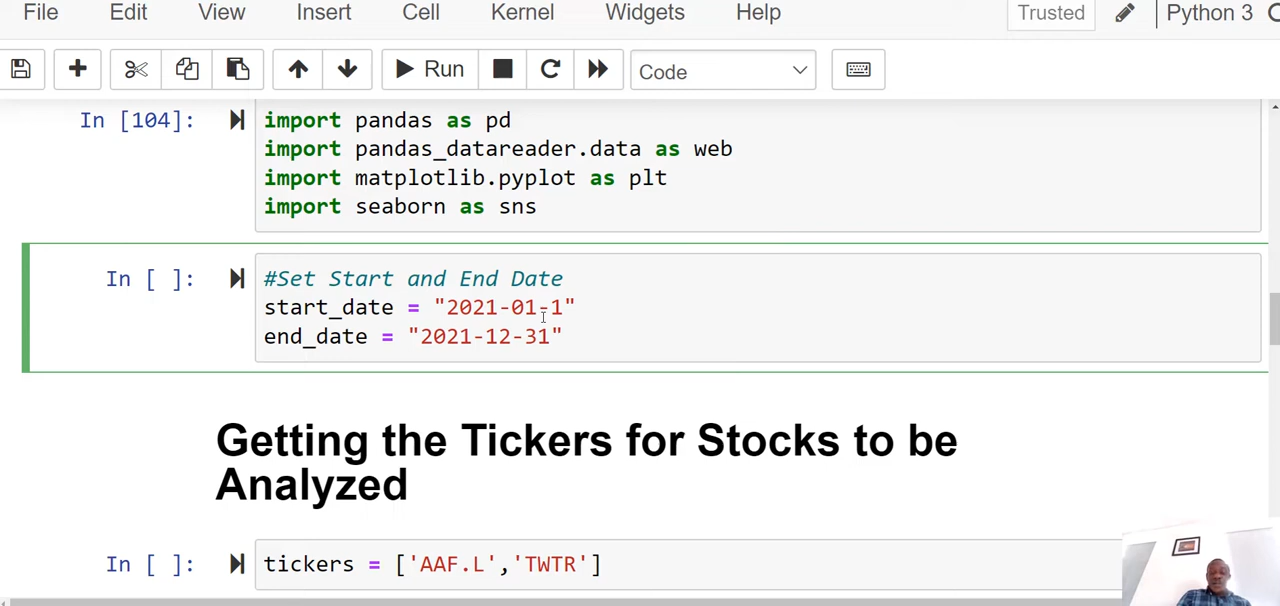 File Edit View Insert Cell Kernel Widgets Help Trusted Python 3
Run Code
In [104]: import pandas as pd
import pandas_datareader.data as web
import matplotlib.pyplot as plt
import seaborn as sns
In [ ]: #Set Start and End Date
start_date = "2021-01-1"
end_date = "2021-12-31"
Getting the Tickers for Stocks to be
Analyzed
In [ ]: tickers = ['AAF.L','TWTR']